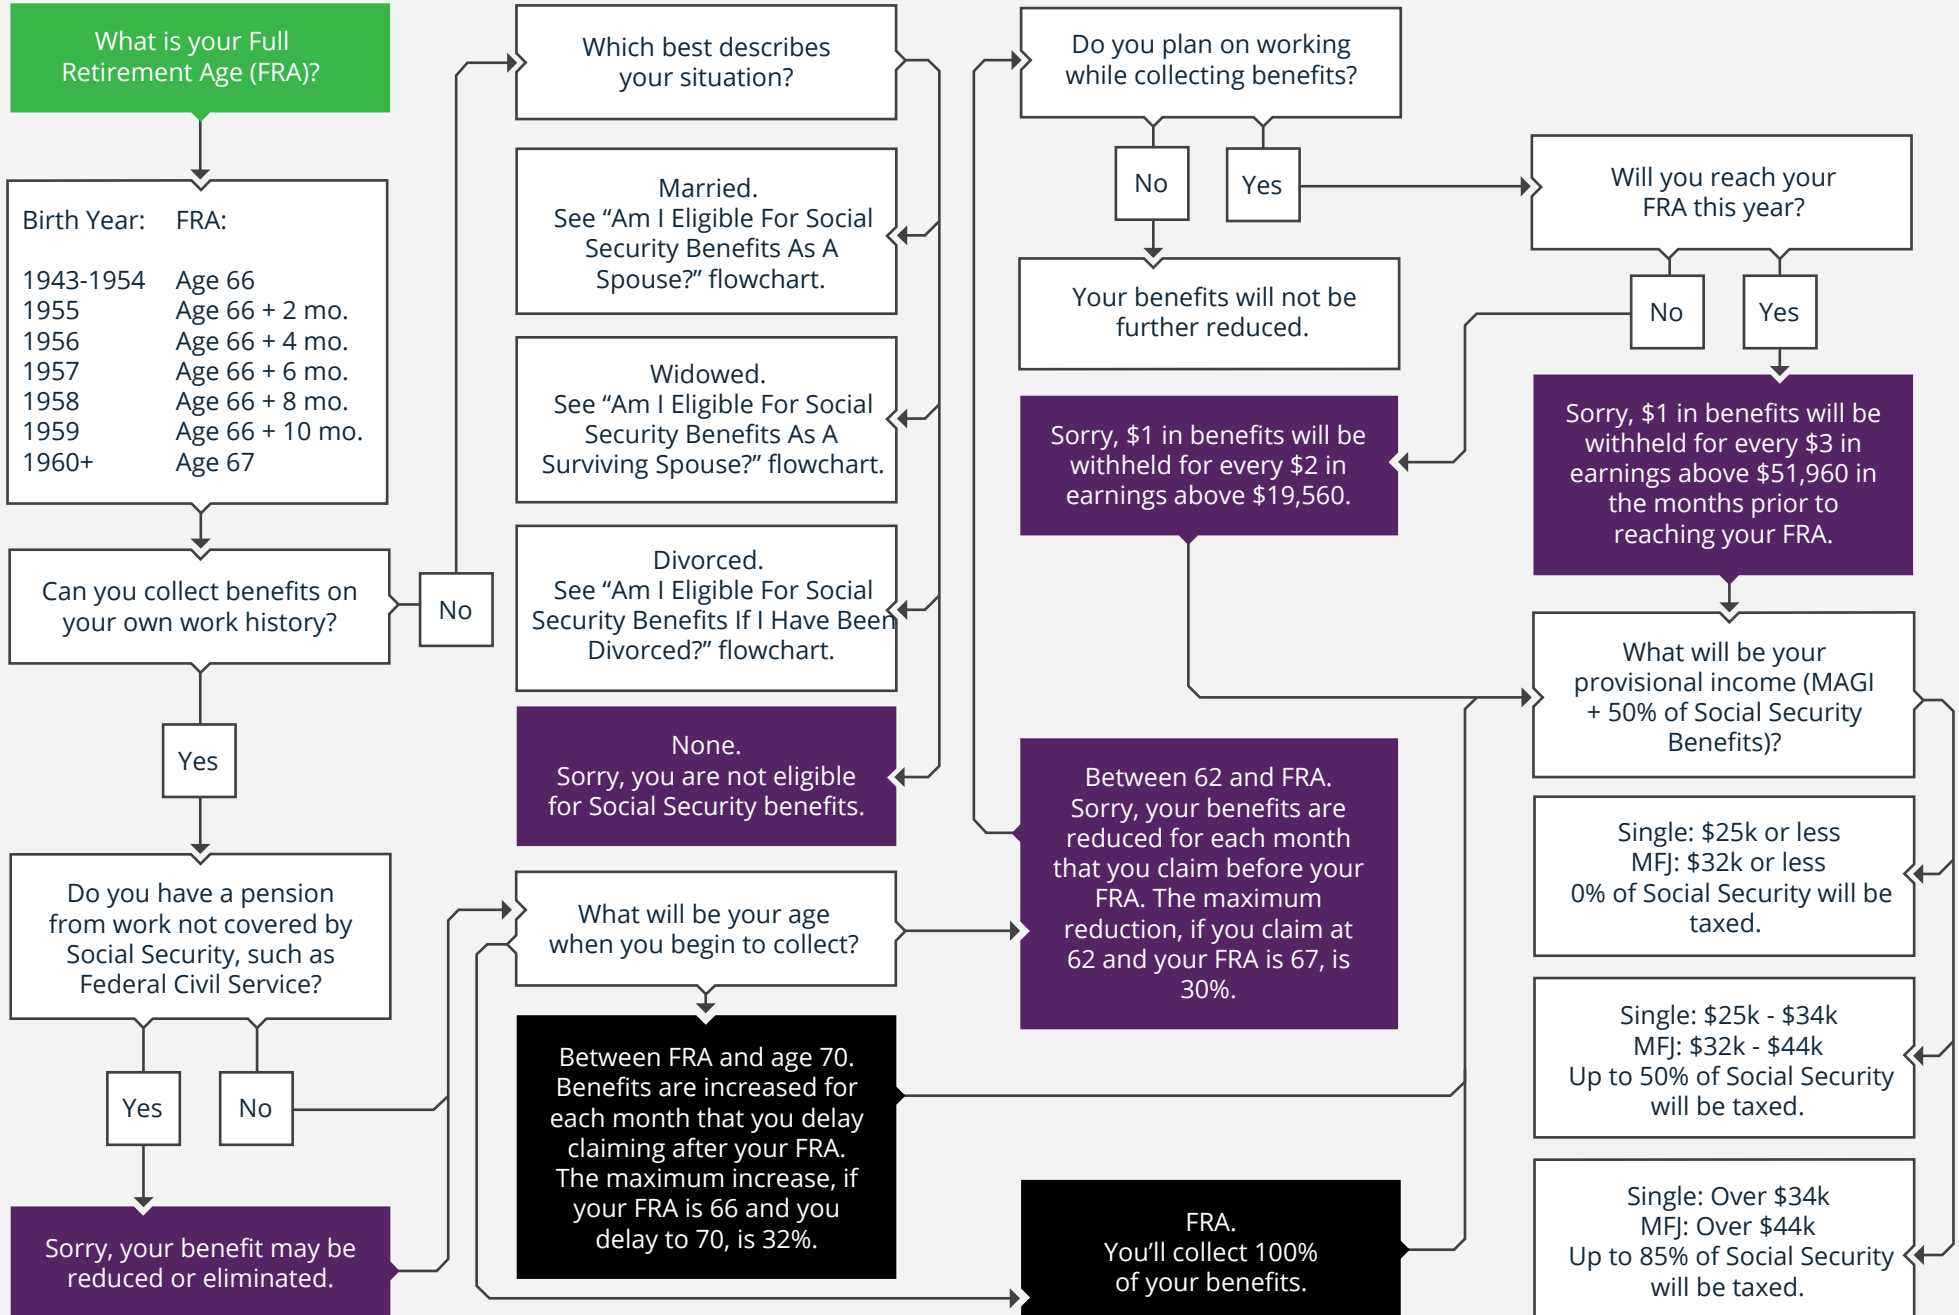 What is your Full
Retirement Age (FRA)?
Birth Year: FRA:
1943-1954 Age 66
1955 Age 66 + 2 mo.
1956 Age 66 + 4 mo.
1957 Age 66 + 6 mo.
1958 Age 66 + 8 mo.
1959 Age 66 + 10 mo.
1960+ Age 67
Can you collect benefits on
your own work history?
No
Yes
Do you have a pension
from work not covered by
Social Security, such as
Federal Civil Service?
Yes
No
Sorry, your benefit may be
reduced or eliminated.
Which best describes
your situation?
Married.
See “Am I Eligible For Social
Security Benefits As A
Spouse?” flowchart.
Widowed.
See “Am I Eligible For Social
Security Benefits As A
Surviving Spouse?” flowchart.
Divorced.
See “Am I Eligible For Social
Security Benefits If I Have Been
Divorced?” flowchart.
None.
Sorry, you are not eligible
for Social Security benefits.
What will be your age
when you begin to collect?
Between FRA and age 70.
Benefits are increased for
each month that you delay
claiming after your FRA.
The maximum increase, if
your FRA is 66 and you
delay to 70, is 32%.
Do you plan on working
while collecting benefits?
No
Yes
Your benefits will not be
further reduced.
Sorry, $1 in benefits will be
withheld for every $2 in
earnings above $19,560.
Between 62 and FRA.
Sorry, your benefits are
reduced for each month
that you claim before your
FRA. The maximum
reduction, if you claim at
62 and your FRA is 67, is
30%.
FRA.
You’ll collect 100%
of your benefits.
Will you reach your
FRA this year?
No
Yes
Sorry, $1 in benefits will be
withheld for every $3 in
earnings above $51,960 in
the months prior to
reaching your FRA.
What will be your
provisional income (MAGI
+ 50% of Social Security
Benefits)?
Single: $25k or less
MFJ: $32k or less
0% of Social Security will be
taxed.
Single: $25k - $34k
MFJ: $32k - $44k
Up to 50% of Social Security
will be taxed.
Single: Over $34k
MFJ: Over $44k
Up to 85% of Social Security
will be taxed.